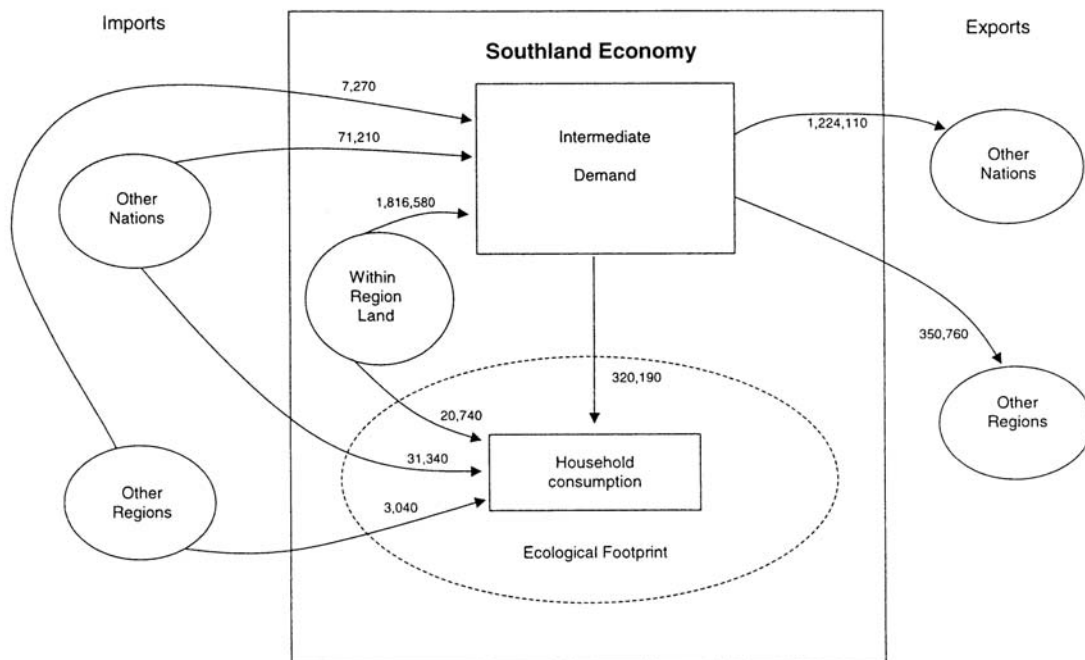 Imports
Exports
Southland Economy
7,270
71,210
1,816,580
Intermediate
Demand
1,224,110
Other
Nations
Other
Nations
Within
Region
Land
350,760
Other
Regions
320,190
20,740
31,340
3,040
Household
consumption
Other
Regions
Ecological Footprint